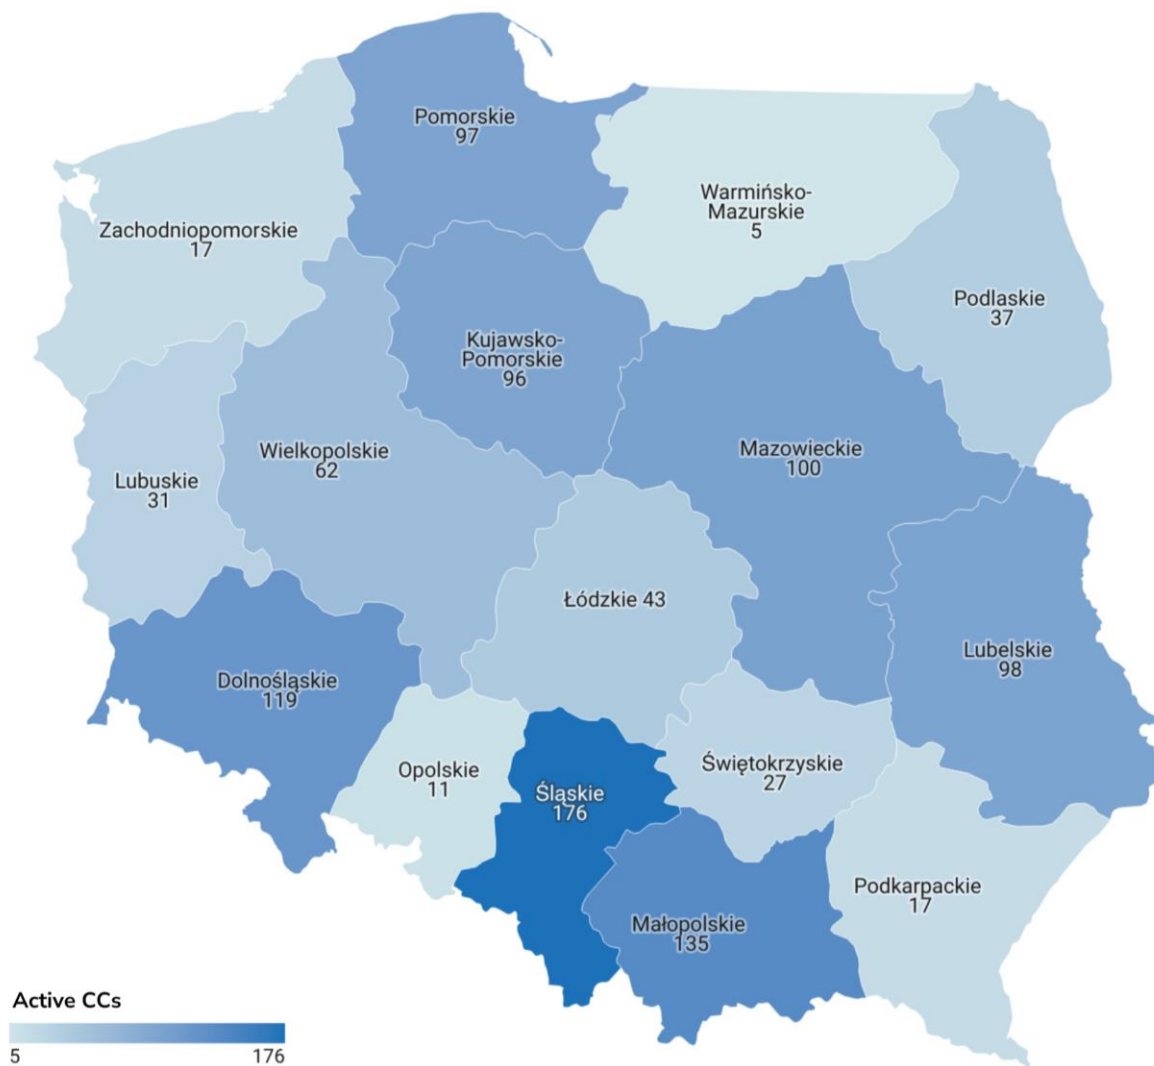 Pomorskie
97
Warmińsko-
Mazurskie
5
Zachodniopomorskie
17
Podlaskie
37
Kujawsko-
Pomorskie
96
Wielkopolskie
62
Mazowieckie
100
Lubuskie
31
Łódzkie 43
Lubelskie
98
Dolnośląskie
119
Opolskie
11
Śląskie
176
Świętokrzyskie
27
Podkarpackie
17
Małopolskie
135
Active CCs
5 176